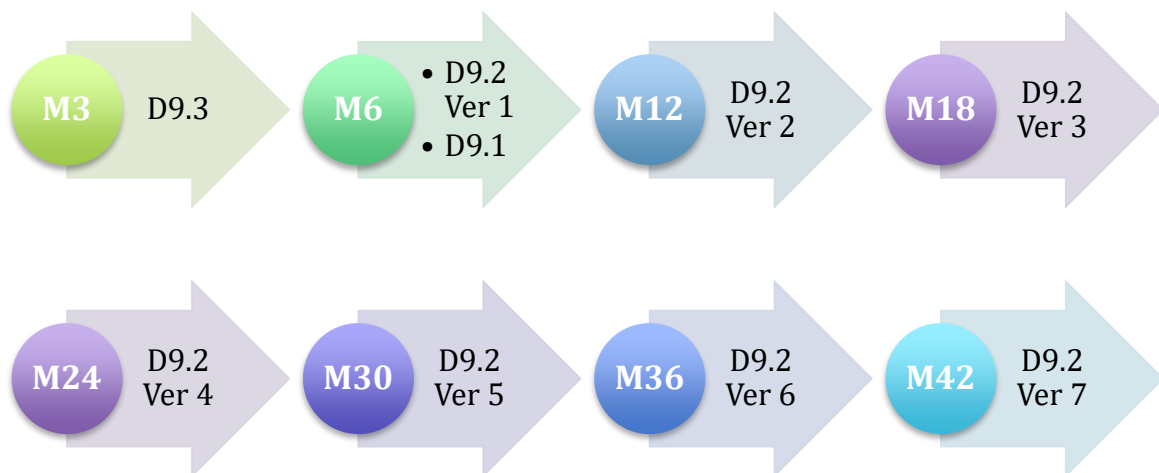 M3
D9.3
M6
• D9.2
Ver 1
• D9.1
M12
D9.2
Ver 2
M18
D9.2
Ver 3
M24
D9.2
Ver 4
M30
D9.2
Ver 5
M36
D9.2
Ver 6
M42
D9.2
Ver 7